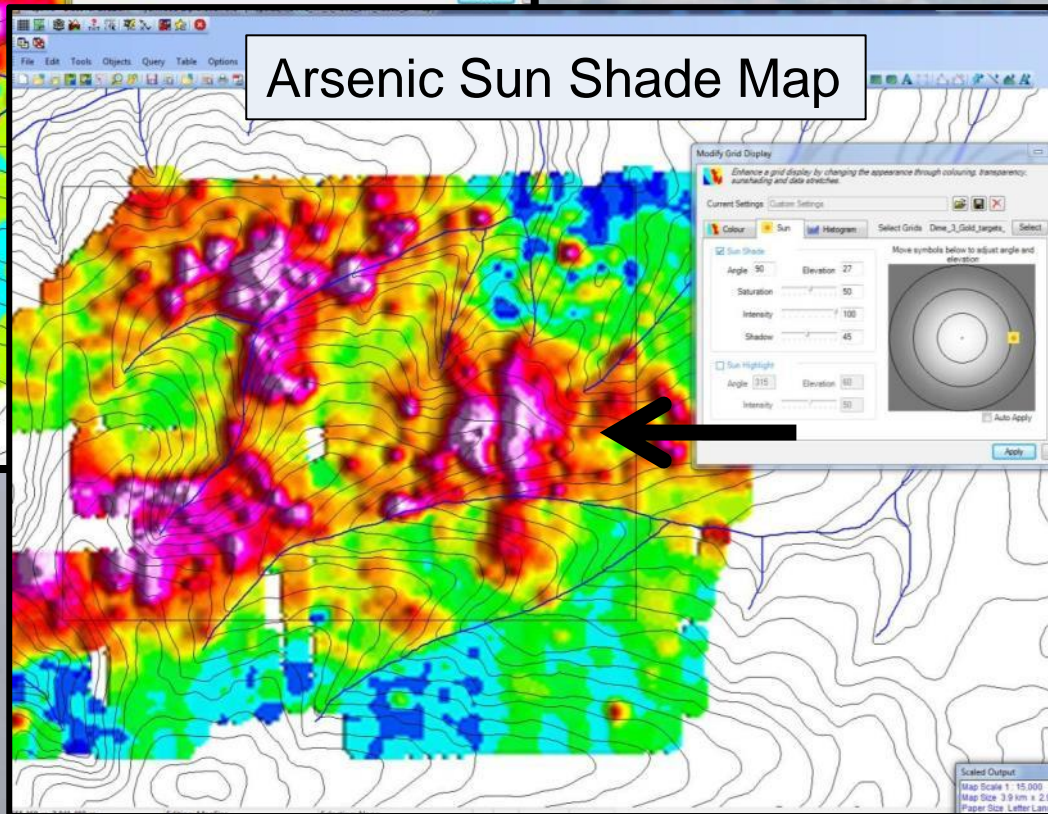 File Edit Tools Objects Query Table Options
Arsenic Sun Shade Map
Modify Grid Display
Enhance a grid display by changing the appearance through colouring, transparency,
sunshading and data stretches.
Current Settings: Custom Settings
Colour Sun Histogram Select Grids Dime_3_Gold_targets_ Select
Sun Shade
Angle 90 Elevation 27
Saturation 50
Intensity 100
Shadow 45
Move symbols below to adjust angle and
elevation
Sun Highlight
Angle 315 Elevation 60
Intensity 50
Auto Apply
Apply
Scaled Output
Map Scale 1 : 15,000
Map Size 3.9 km x 2.9
Paper Size Letter Lan